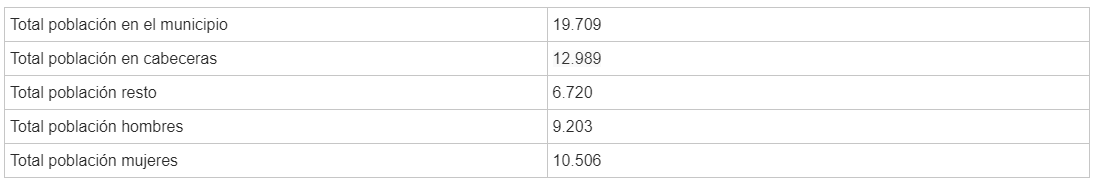 Total población en el municipio 19.709
Total población en cabeceras 12.989
Total población resto 6.720
Total población hombres 9.203
Total población mujeres 10.506